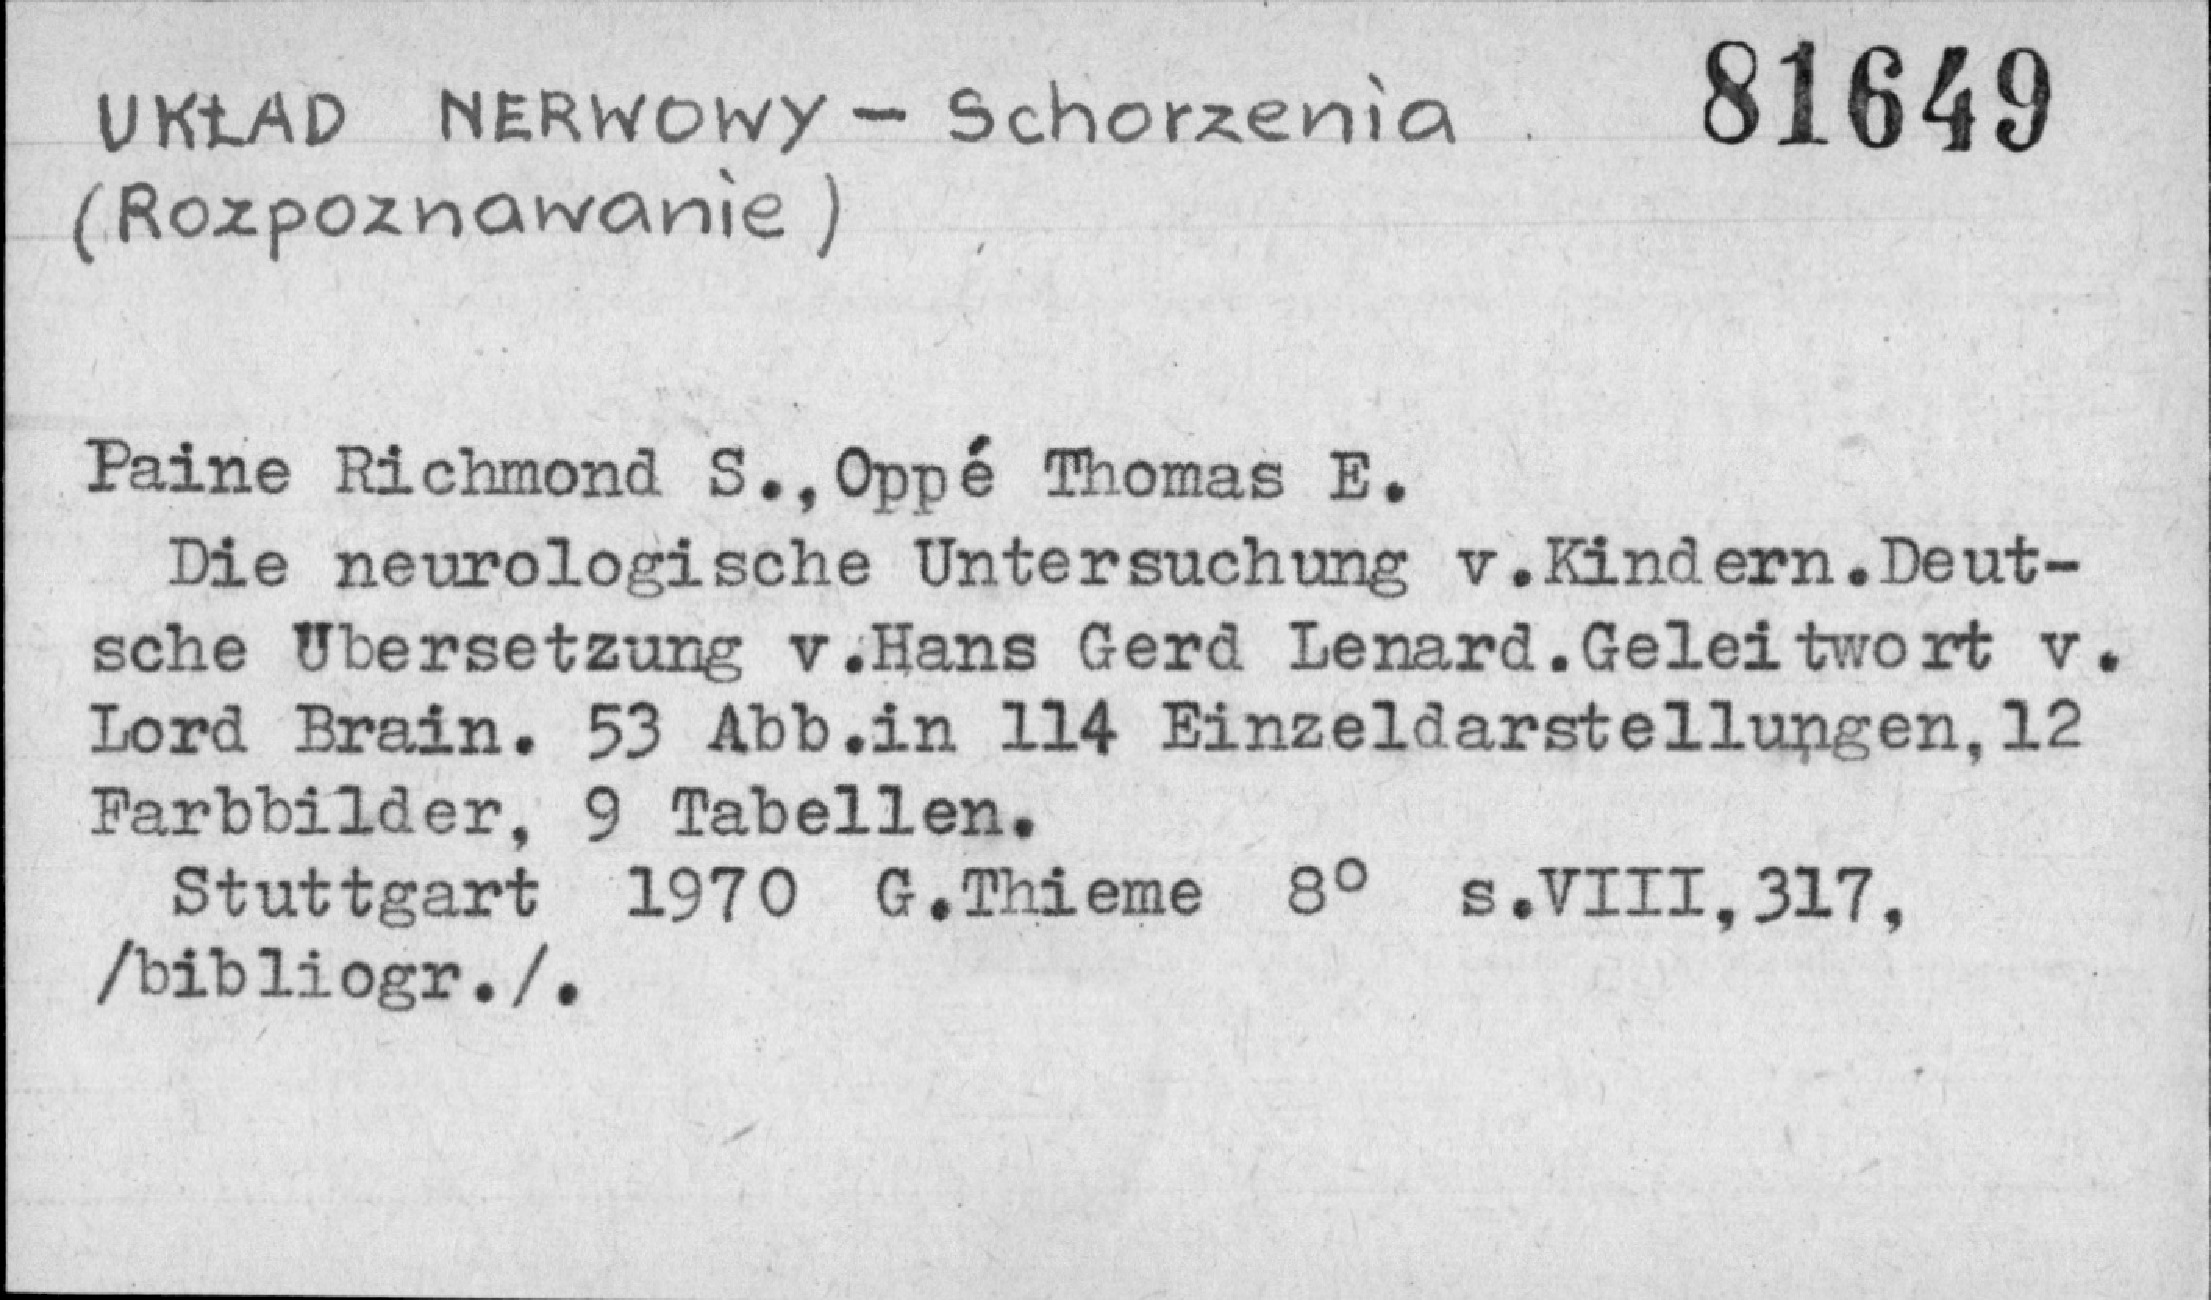 UKŁAD NERWOWY - Schorzenia 81649
(Rozpoznawanie)
Paine Richmond S.,Oppé Thomas E.
Die neurologische Untersuchung v.Kindern.Deut-
sche Übersetzung v.Hans Gerd Lenard.Geleitwort v.
Lord Brain. 53 Abb.in 114 Einzeldarstellungen,12
Farbbilder, 9 Tabellen.
Stuttgart 1970 G.Thieme 8° s.VIII,317,
/bibliogr./.